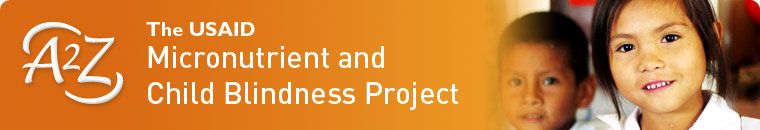 A2Z
The USAID
Micronutrient and
Child Blindness Project